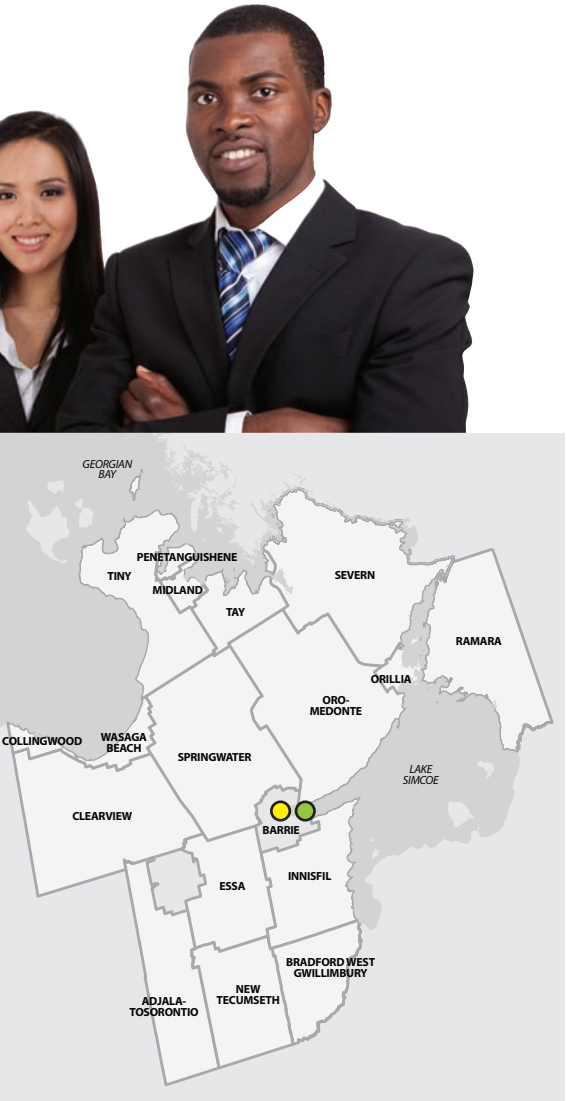 GEORGIAN
BAY
PENETANGUISHENE
TINY
SEVERN
MIDLAND
TAY
RAMARA
ORILLIA
ORO-
MEDONTE
COLLINGWOOD
WASAGA
BEACH
SPRINGWATER
LAKE
SIMCOE
CLEARVIEW
BARRIE
INNISFIL
ESSA
BRADFORD WEST
GWILLIMBURY
NEW
TECUMSETH
ADJALA-
TOSORONTIO